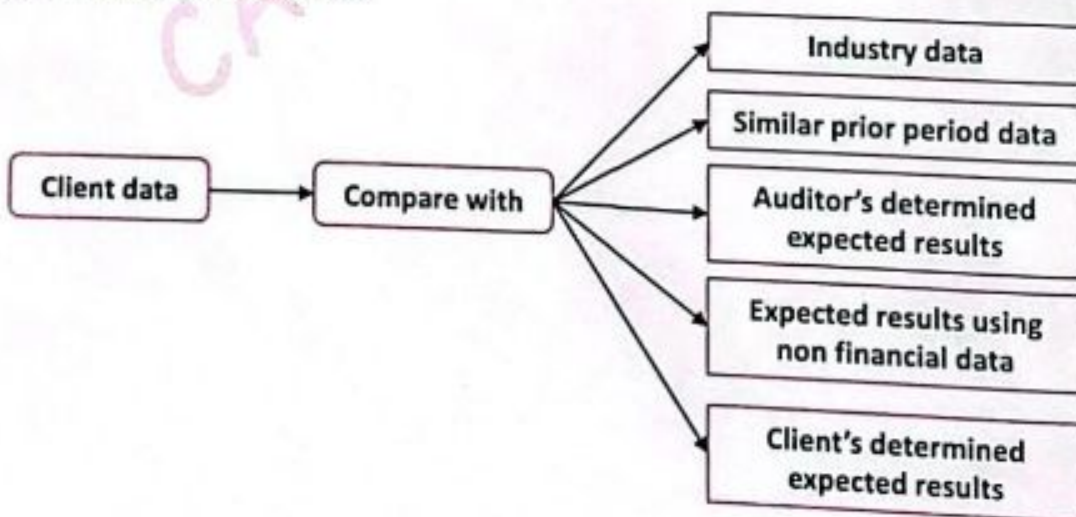 Industry data
Similar prior period data
Client data
Compare with
Auditor's determined
expected results
Expected results using
non financial data
Client's determined
expected results